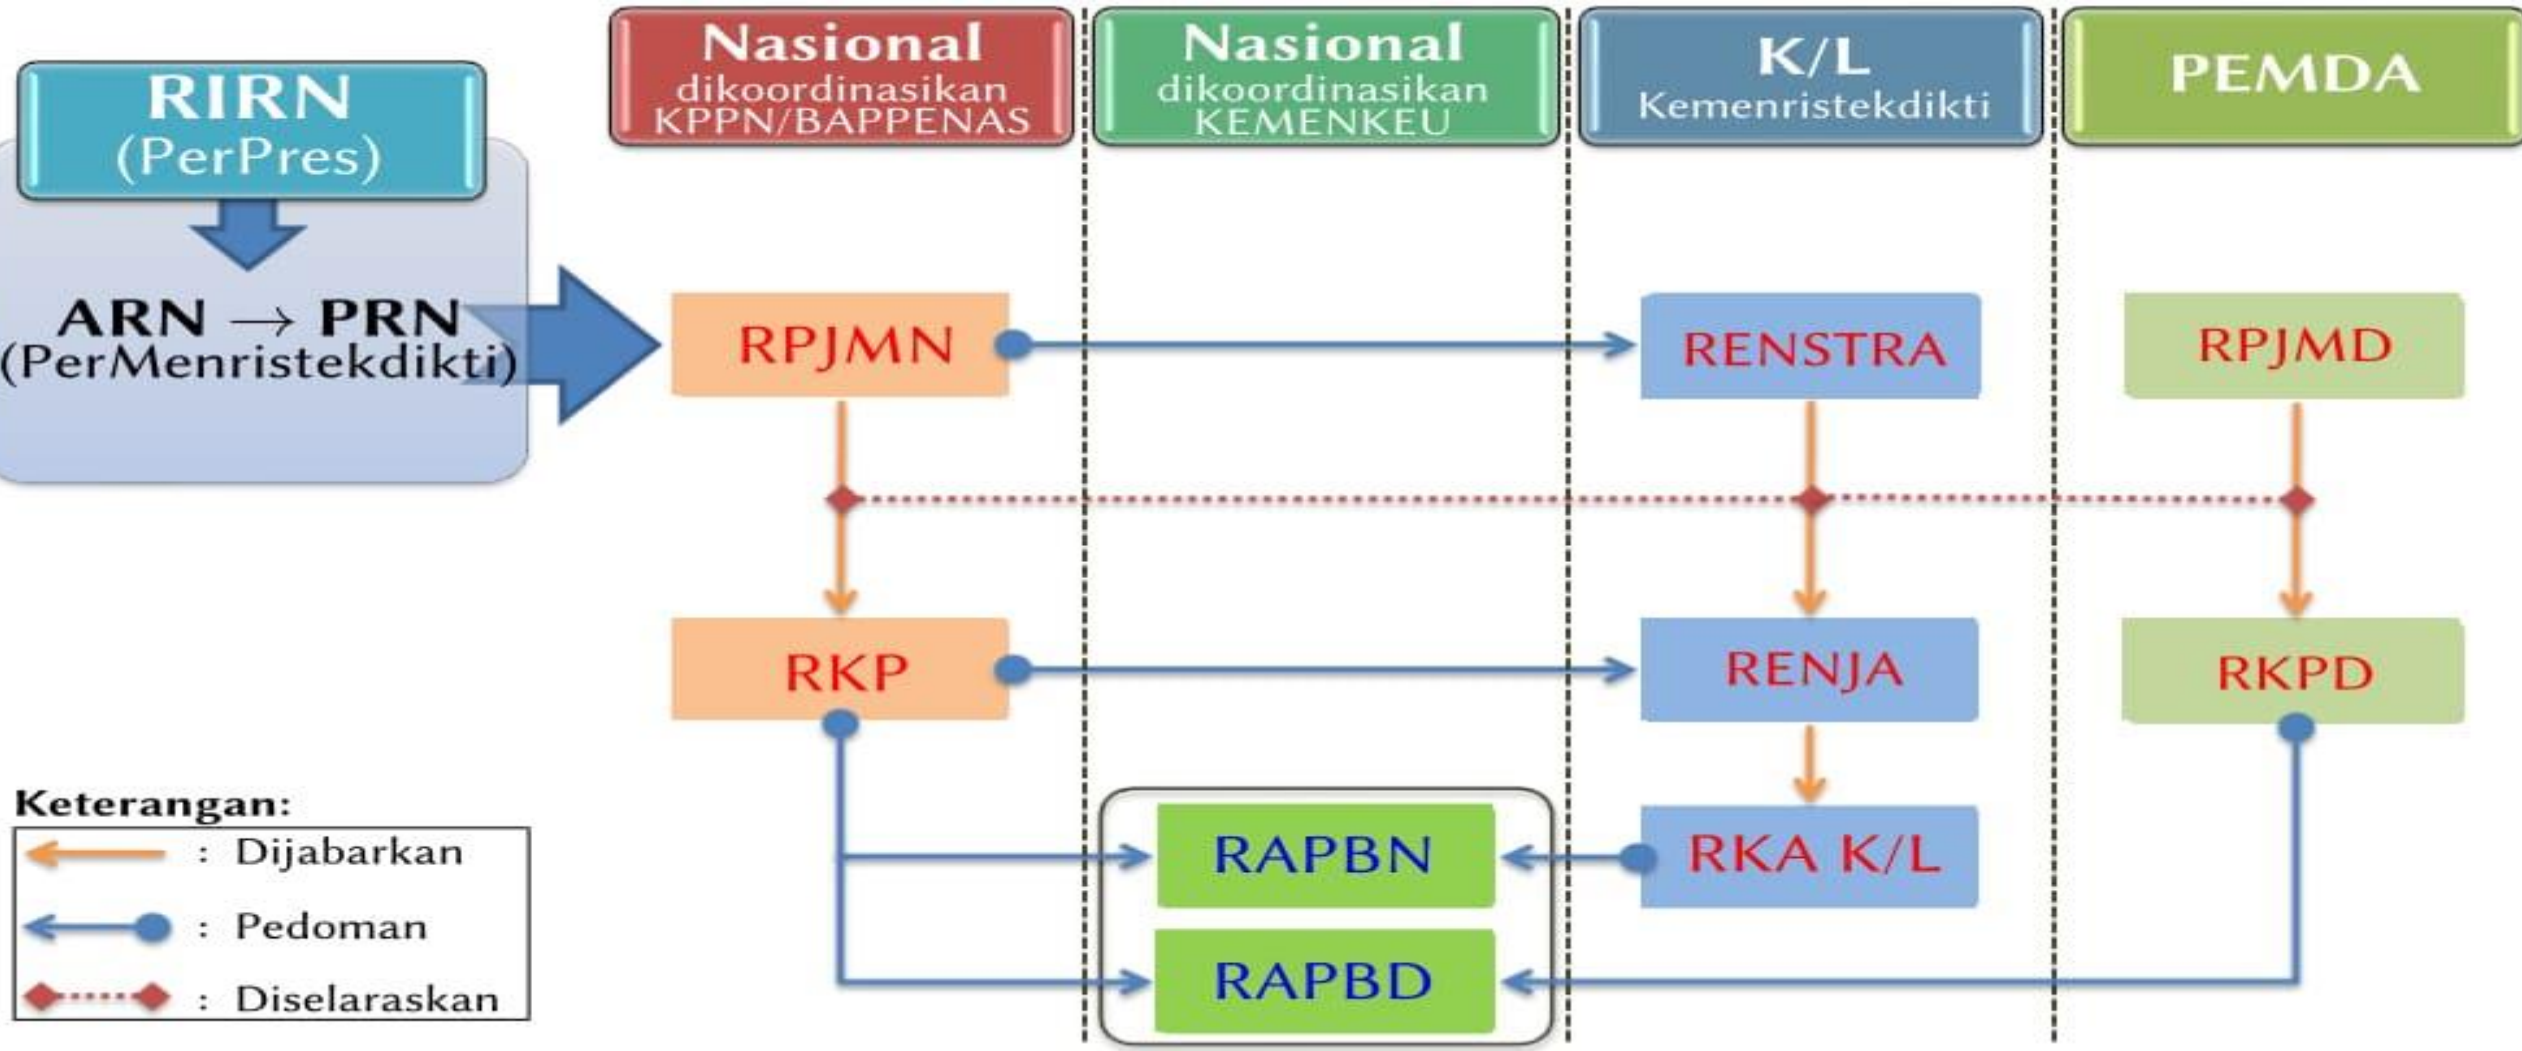 RIRN
(PerPres)
ARN → PRN
(PerMenristekdikti)
Nasional
dikoordinasikan
KPPN/BAPPENAS
Nasional
dikoordinasikan
KEMENKEU
K/L
Kemenristekdikti
PEMDA
RPJMN
RENSTRA
RPJMD
RKP
RENJA
RKPD
RAPBN
RKA K/L
RAPBD
Keterangan:
: Dijabarkan
: Pedoman
: Diselaraskan